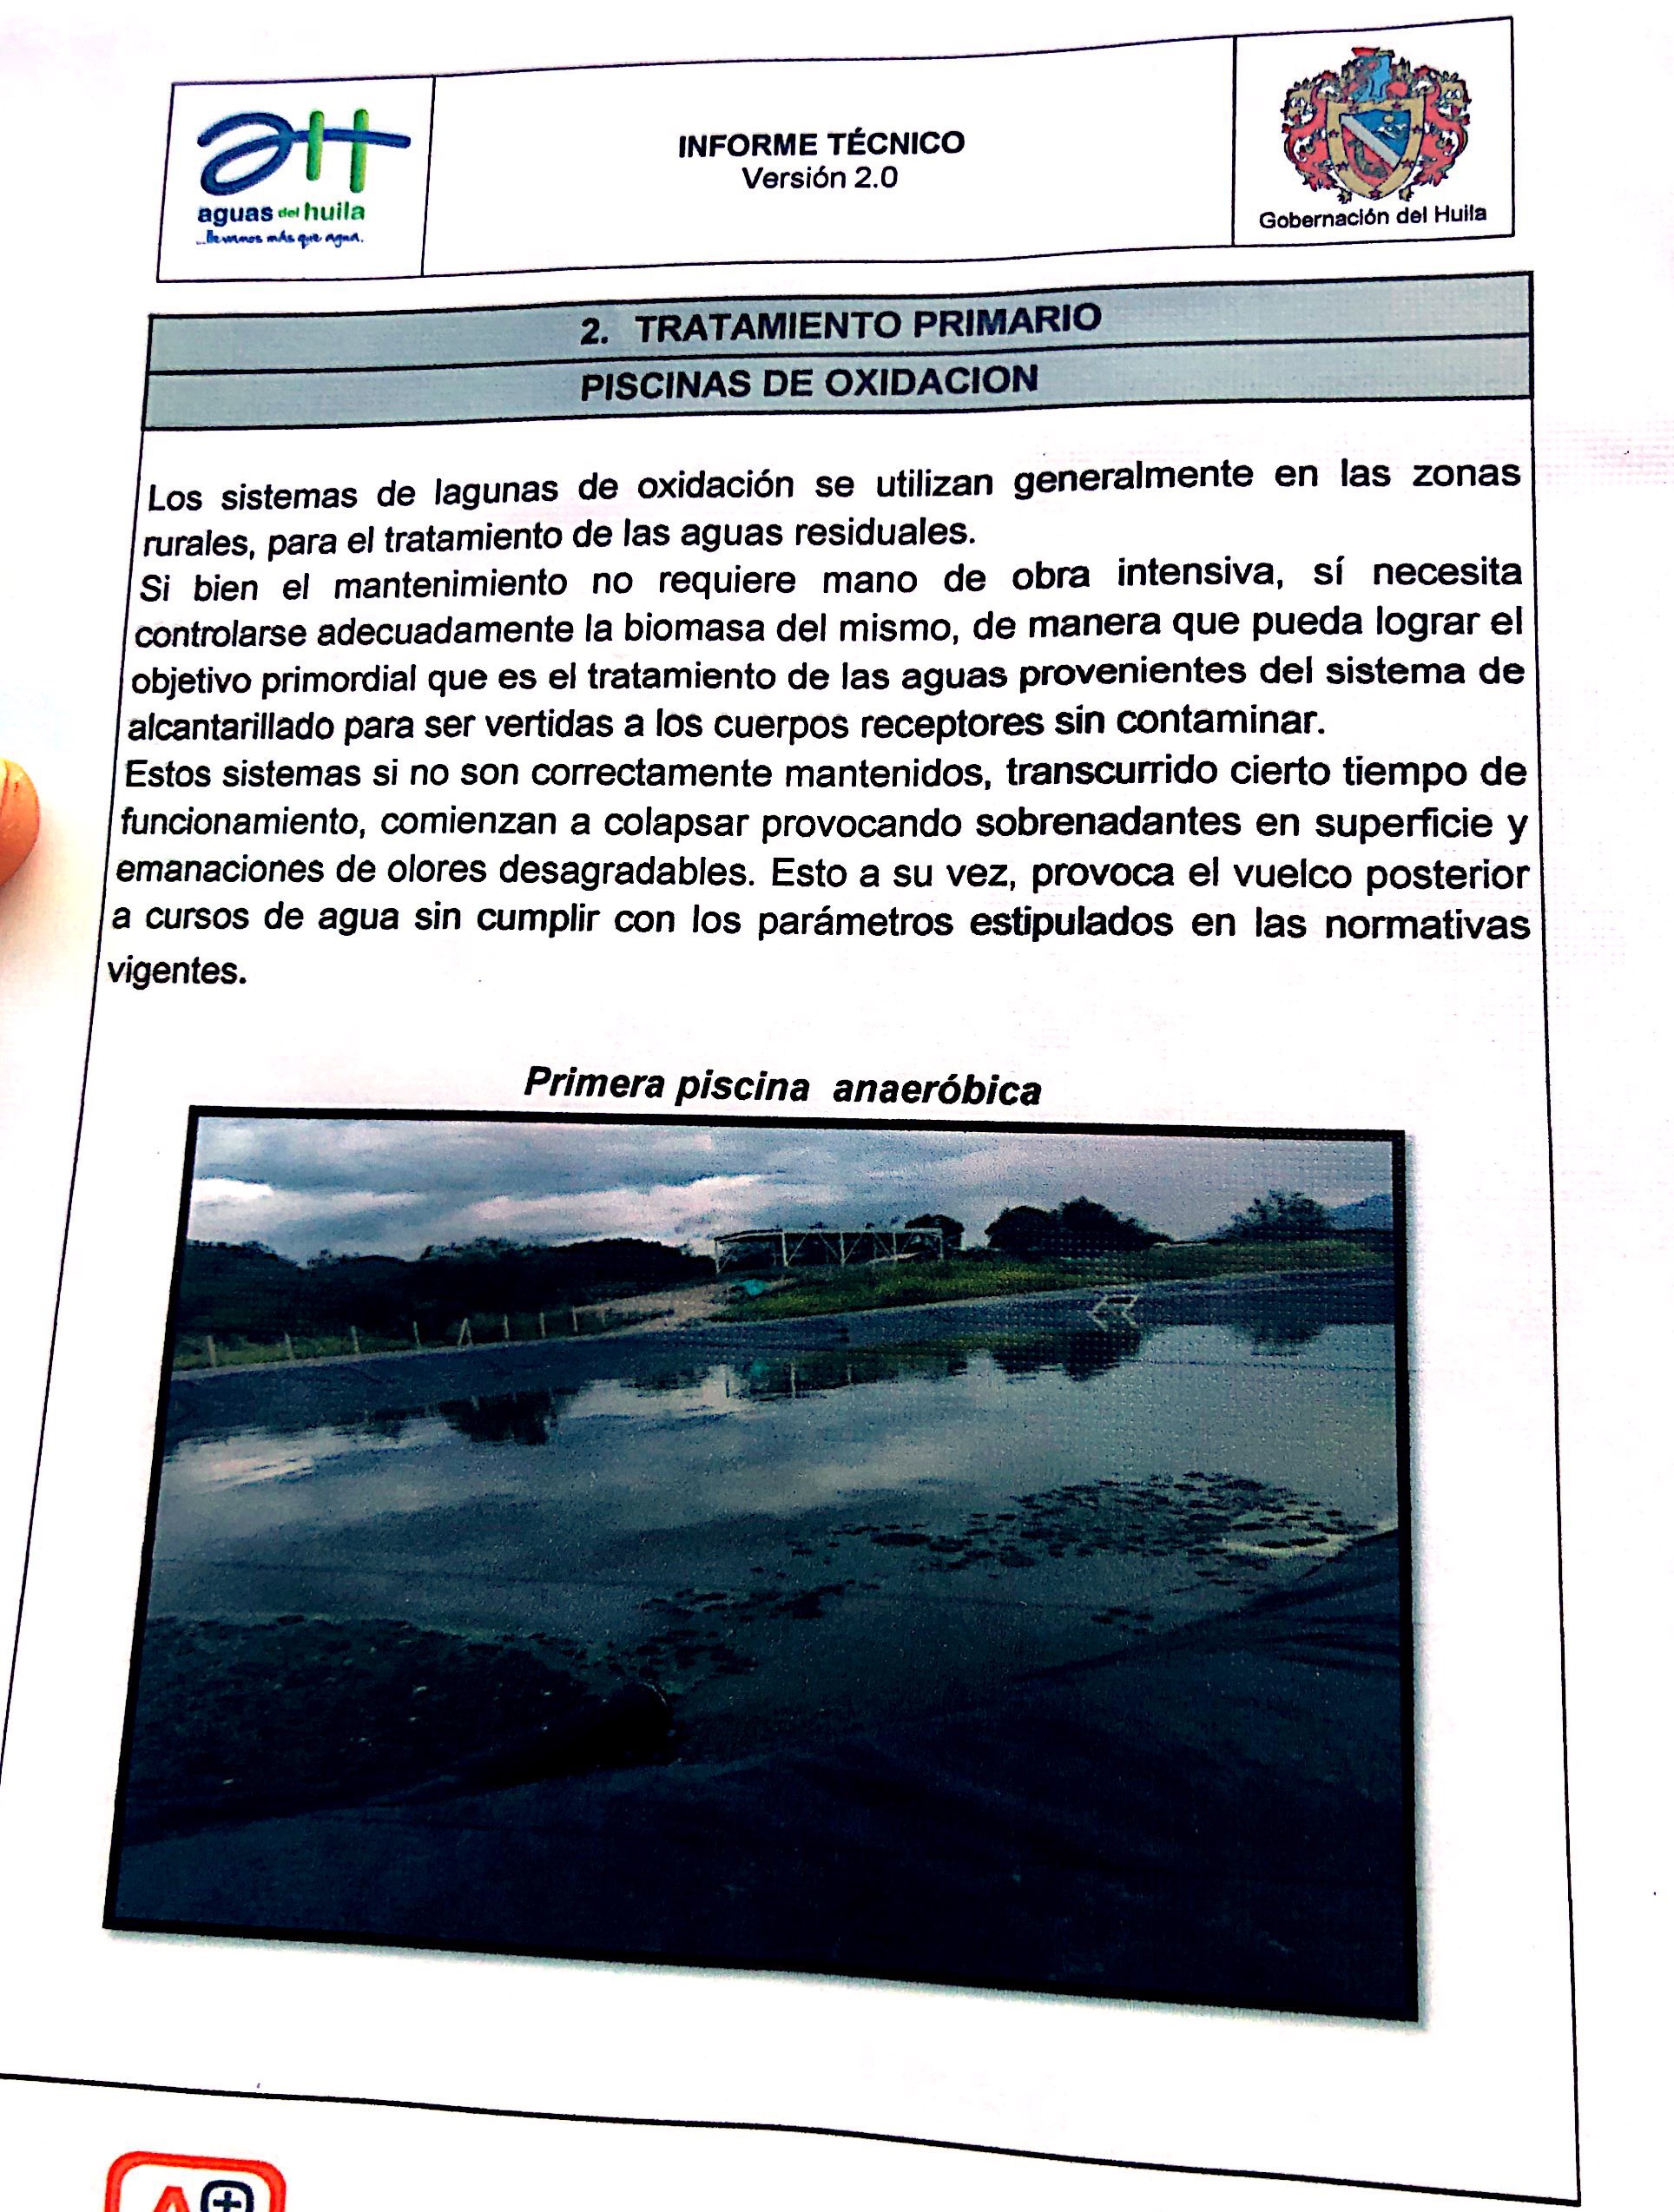 aguas del huila
...llevamos más que agua.
INFORME TÉCNICO
Versión 2.0
Gobernación del Huila
2. TRATAMIENTO PRIMARIO
PISCINAS DE OXIDACION
Los sistemas de lagunas de oxidación se utilizan generalmente en las zonas
rurales, para el tratamiento de las aguas residuales.
Si bien el mantenimiento no requiere mano de obra intensiva, sí necesita
controlarse adecuadamente la biomasa del mismo, de manera que pueda lograr el
objetivo primordial que es el tratamiento de las aguas provenientes del sistema de
alcantarillado para ser vertidas a los cuerpos receptores sin contaminar.
Estos sistemas si no son correctamente mantenidos, transcurrido cierto tiempo de
funcionamiento, comienzan a colapsar provocando sobrenadantes en superficie y
emanaciones de olores desagradables. Esto a su vez, provoca el vuelco posterior
a cursos de agua sin cumplir con los parámetros estipulados en las normativas
vigentes.
Primera piscina anaeróbica
A+